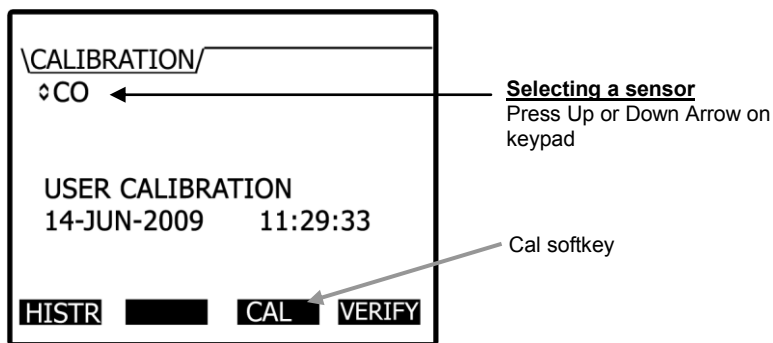 \CALIBRATION/
CO
Selecting a sensor
Press Up or Down Arrow on
keypad
USER CALIBRATION
14-JUN-2009 11:29:33
Cal softkey
HISTR CAL VERIFY